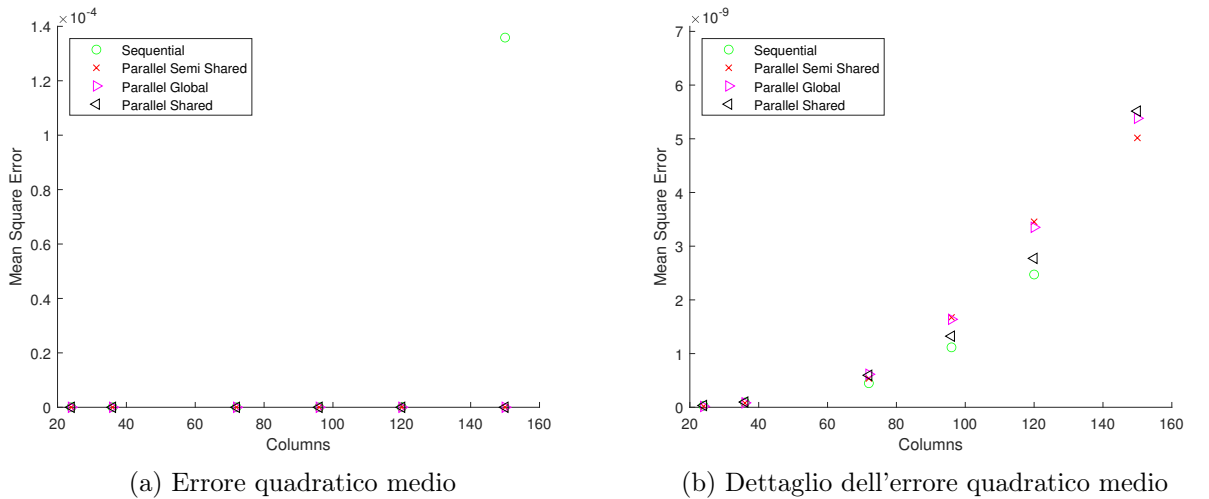 ×10⁻⁴
1.4
1.2
1
0.8
0.6
0.4
0.2
0
Mean Square Error
Sequential
Parallel Semi Shared
Parallel Global
Parallel Shared
20 40 60 80 100 120 140 160
Columns
(a) Errore quadratico medio
×10⁻⁹
7
6
5
4
3
2
1
0
Mean Square Error
Sequential
Parallel Semi Shared
Parallel Global
Parallel Shared
20 40 60 80 100 120 140 160
Columns
(b) Dettaglio dell'errore quadratico medio